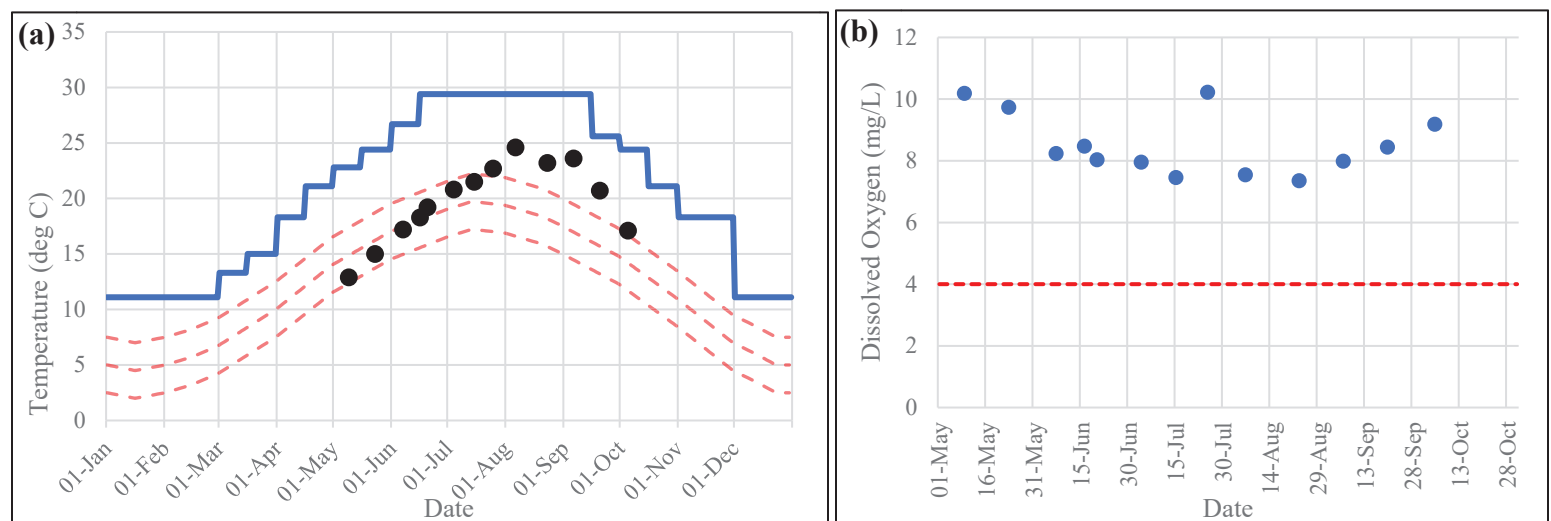 (a)
Temperature (deg C)
35
30
25
20
15
10
5
0
01-Jan
01-Feb
01-Mar
01-Apr
01-May
01-Jun
01-Jul
01-Aug
01-Sep
01-Oct
01-Nov
01-Dec
Date
(b)
Dissolved Oxygen (mg/L)
12
10
8
6
4
2
0
01-May
16-May
31-May
15-Jun
30-Jun
15-Jul
30-Jul
14-Aug
29-Aug
13-Sep
28-Sep
13-Oct
28-Oct
Date